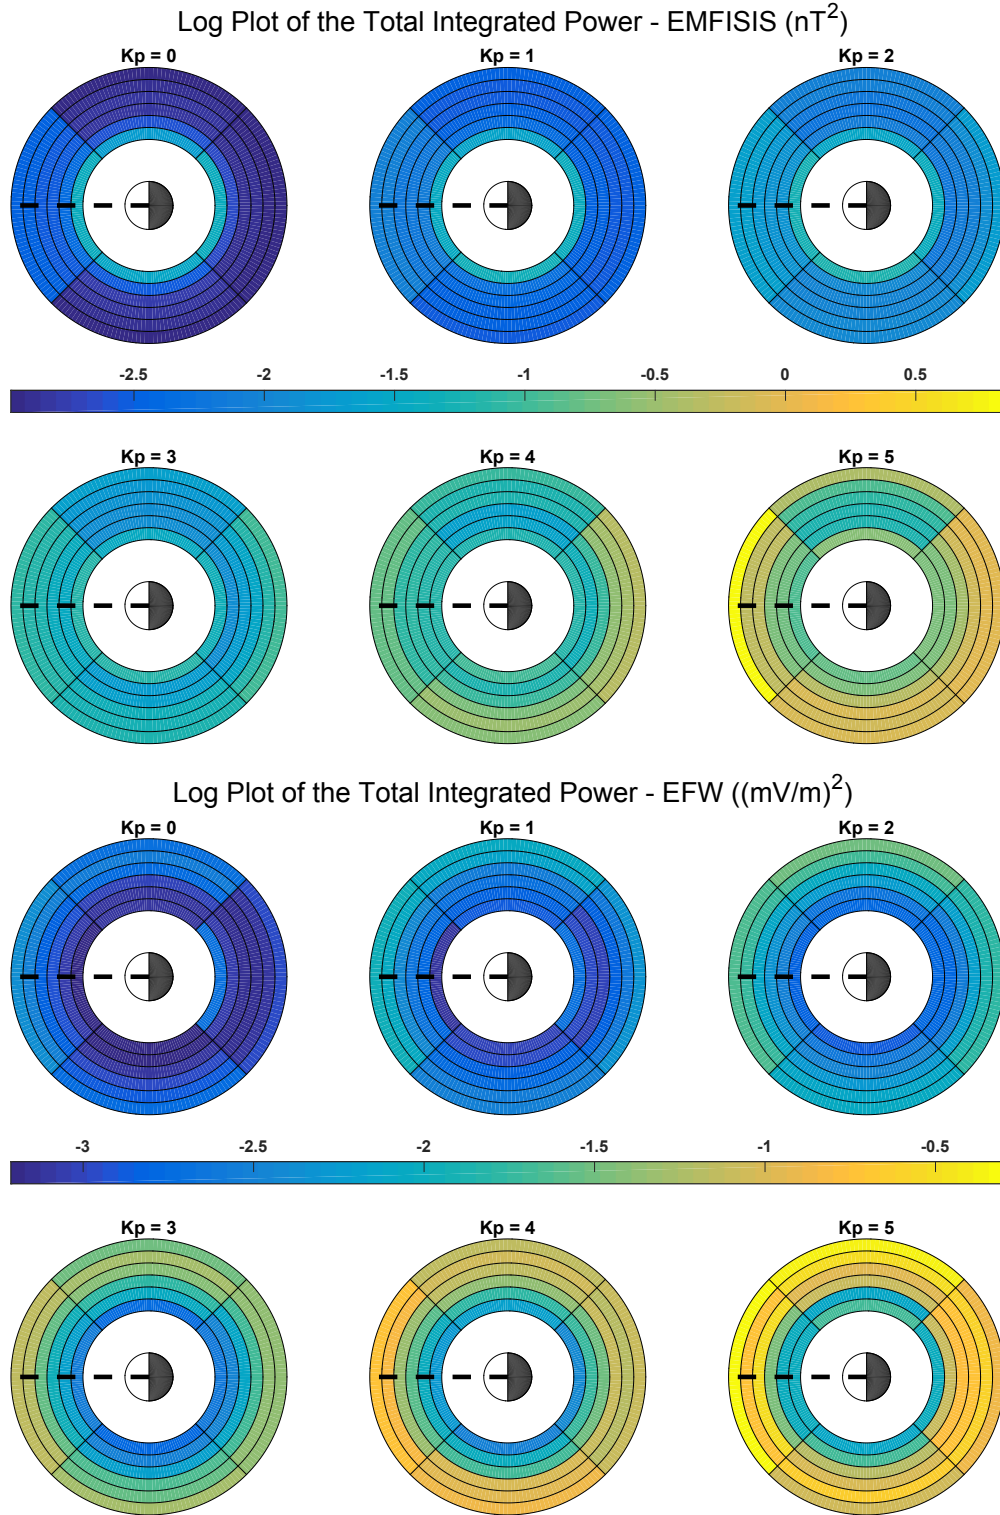 Log Plot of the Total Integrated Power - EMFISIS (nT²)
Kp = 0 Kp = 1 Kp = 2
-2.5 -2 -1.5 -1 -0.5 0 0.5
Kp = 3 Kp = 4 Kp = 5
Log Plot of the Total Integrated Power - EFW ((mV/m)²)
Kp = 0 Kp = 1 Kp = 2
-3 -2.5 -2 -1.5 -1 -0.5
Kp = 3 Kp = 4 Kp = 5